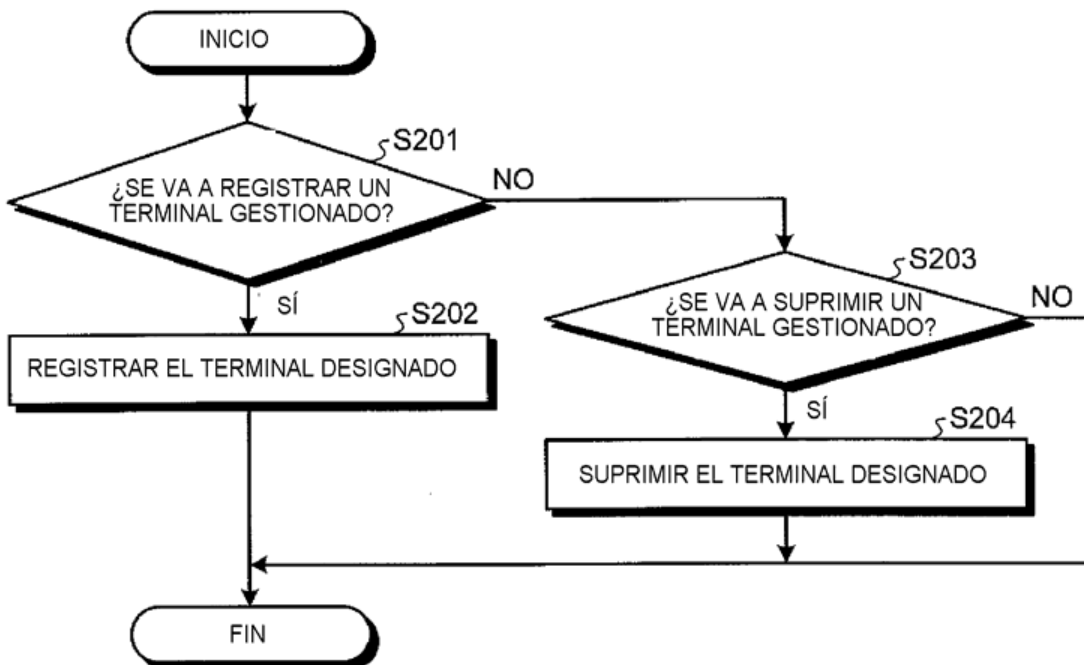 INICIO
S201
¿SE VA A REGISTRAR UN
TERMINAL GESTIONADO?
NO
SÍ
S202
REGISTRAR EL TERMINAL DESIGNADO
S203
¿SE VA A SUPRIMIR UN
TERMINAL GESTIONADO?
NO
SÍ
S204
SUPRIMIR EL TERMINAL DESIGNADO
FIN